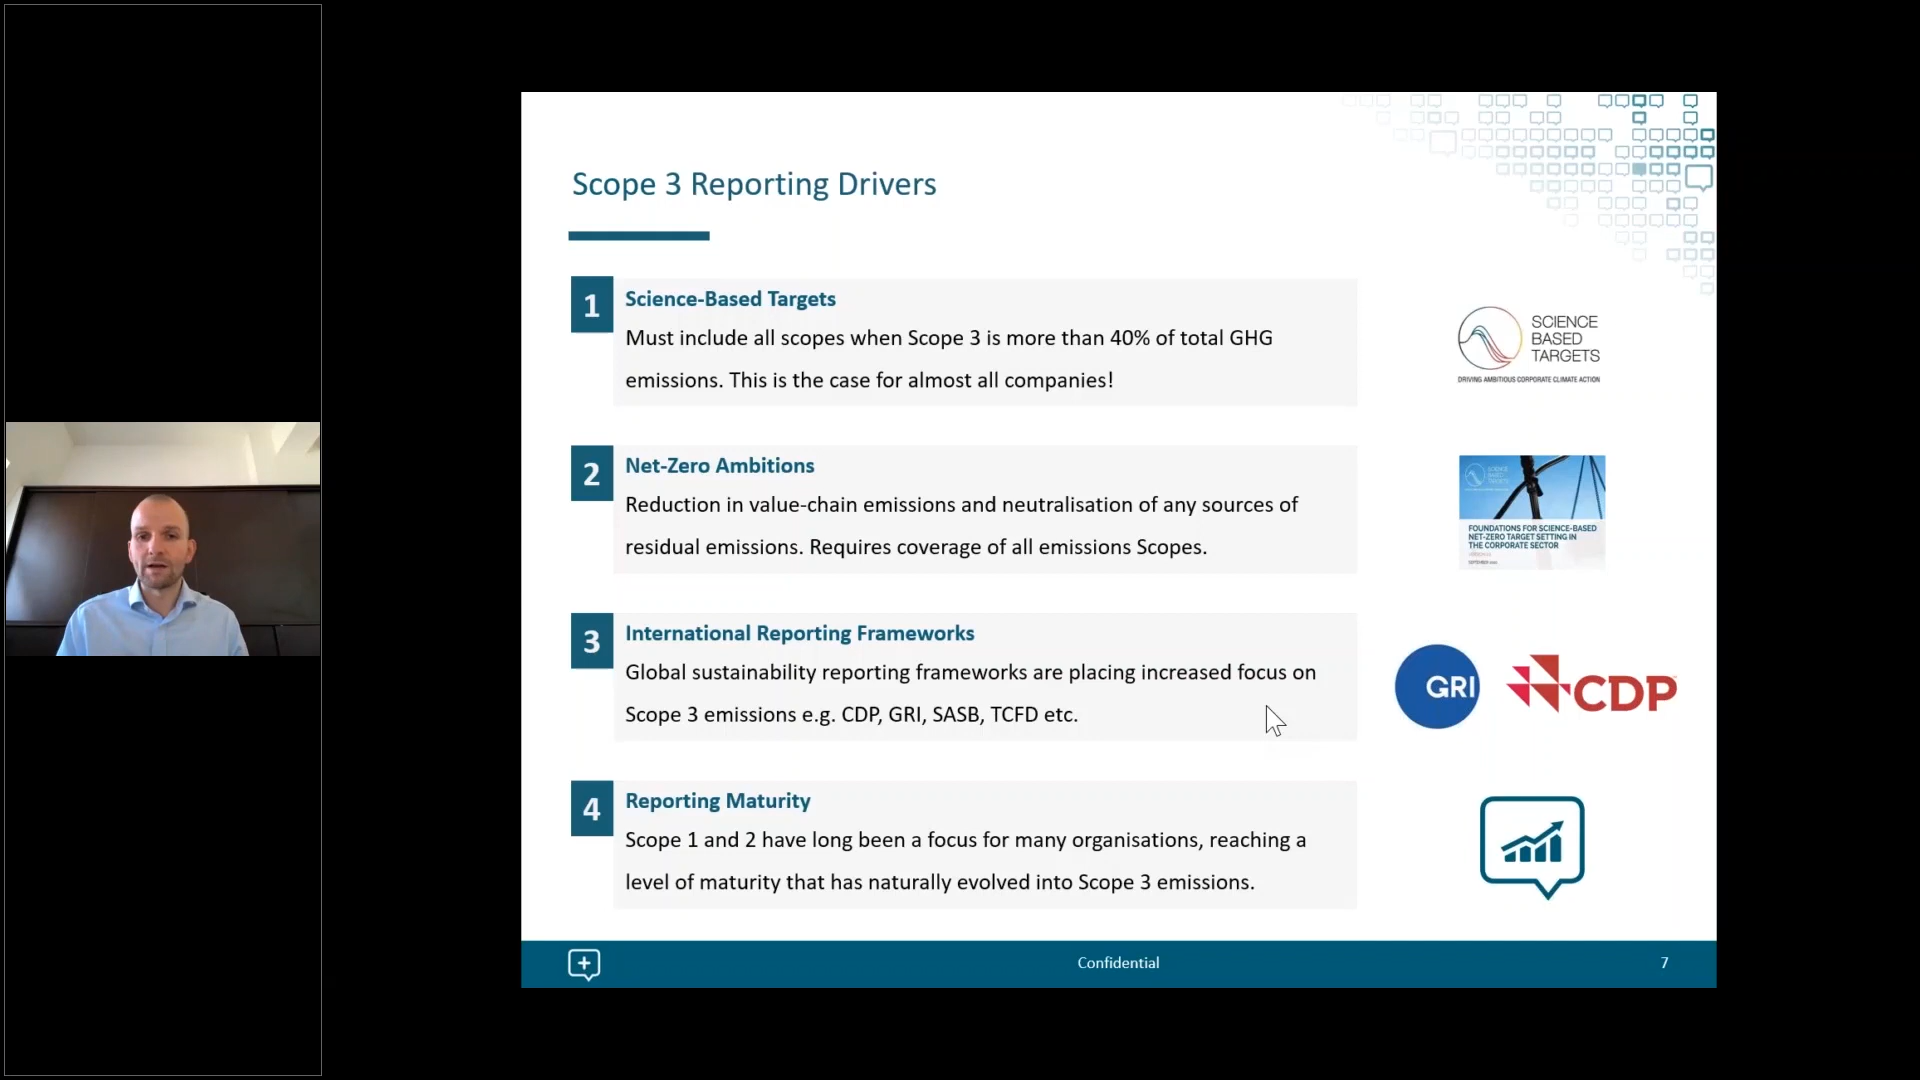 Scope 3 Reporting Drivers
1
Science-Based Targets
Must include all scopes when Scope 3 is more than 40% of total GHG
emissions. This is the case for almost all companies!
SCIENCE
BASED
TARGETS
DRIVING AMBITIOUS CORPORATE CLIMATE ACTION
2
Net-Zero Ambitions
Reduction in value-chain emissions and neutralisation of any sources of
residual emissions. Requires coverage of all emissions Scopes.
SCIENCE
BASED
TARGETS
FOUNDATIONS FOR SCIENCE-BASED
NET-ZERO TARGET SETTING IN
THE CORPORATE SECTOR
3
International Reporting Frameworks
Global sustainability reporting frameworks are placing increased focus on
Scope 3 emissions e.g. CDP, GRI, SASB, TCFD etc.
GRI
CDP
4
Reporting Maturity
Scope 1 and 2 have long been a focus for many organisations, reaching a
level of maturity that has naturally evolved into Scope 3 emissions.
Confidential
7